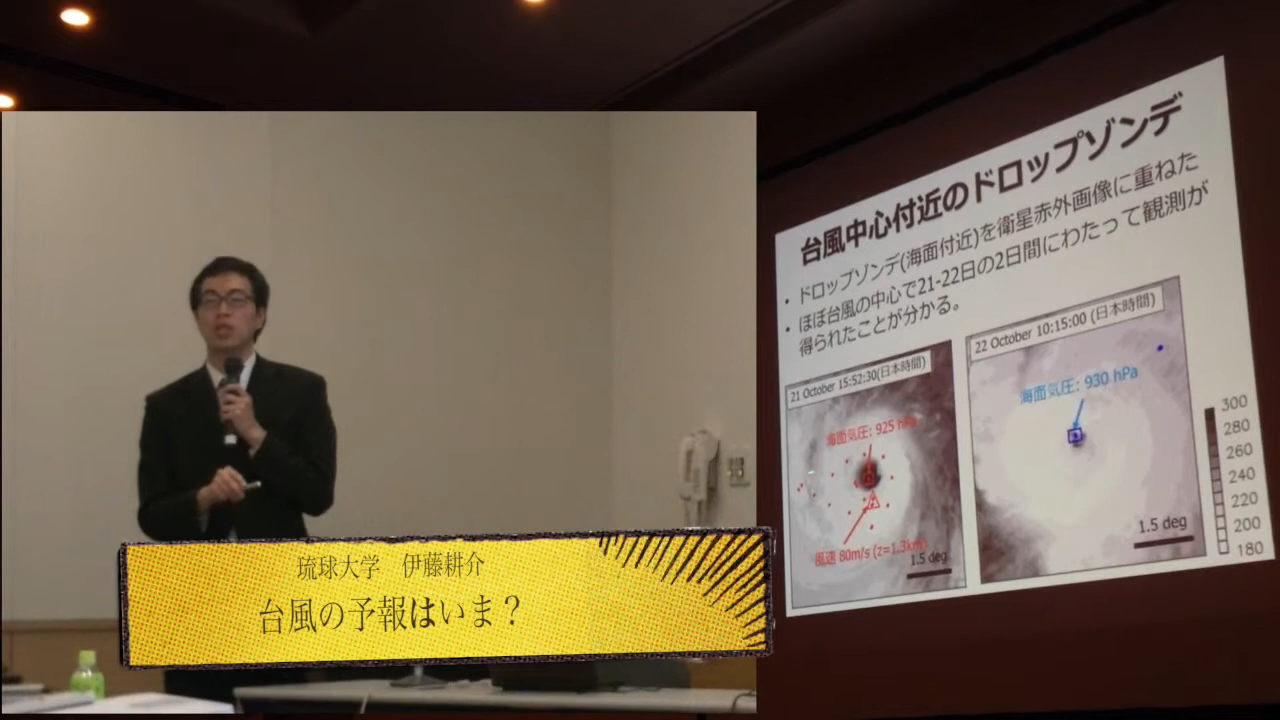 台風中心付近のドロップゾンデ
• ドロップゾンデ(海面付近)を衛星赤外画像に重ねた
• ほぼ台風の中心で21-22日の2日間にわたって観測が
得られたことが分かる。
21 October 15:52:30(日本時間)
海面気圧: 925 hPa
風速 80m/s (z=1.3km)
1.5 deg
22 October 10:15:00 (日本時間)
海面気圧: 930 hPa
1.5 deg
300
280
260
240
220
200
180
琉球大学 伊藤耕介
台風の予報はいま？